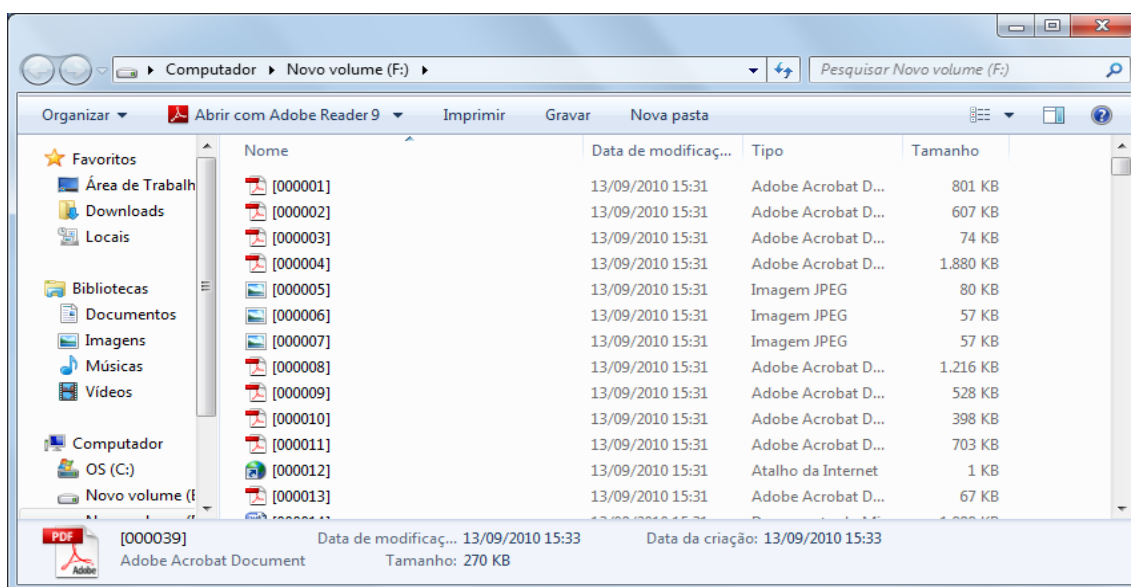 Computador Novo volume (F:) Pesquisar Novo volume (F:)
Organizar Abrir com Adobe Reader 9 Imprimir Gravar Nova pasta
Favoritos
Área de Trabalh
Downloads
Locais
Bibliotecas
Documentos
Imagens
Músicas
Vídeos
Computador
OS (C:)
Novo volume (E
Nome Data de modificaç... Tipo Tamanho
[000001] 13/09/2010 15:31 Adobe Acrobat D... 801 KB
[000002] 13/09/2010 15:31 Adobe Acrobat D... 607 KB
[000003] 13/09/2010 15:31 Adobe Acrobat D... 74 KB
[000004] 13/09/2010 15:31 Adobe Acrobat D... 1.880 KB
[000005] 13/09/2010 15:31 Imagem JPEG 80 KB
[000006] 13/09/2010 15:31 Imagem JPEG 57 KB
[000007] 13/09/2010 15:31 Imagem JPEG 57 KB
[000008] 13/09/2010 15:31 Adobe Acrobat D... 1.216 KB
[000009] 13/09/2010 15:31 Adobe Acrobat D... 528 KB
[000010] 13/09/2010 15:31 Adobe Acrobat D... 398 KB
[000011] 13/09/2010 15:31 Adobe Acrobat D... 703 KB
[000012] 13/09/2010 15:31 Atalho da Internet 1 KB
[000013] 13/09/2010 15:31 Adobe Acrobat D... 67 KB
PDF
Adobe
[000039] Data de modificaç... 13/09/2010 15:33 Data da criação: 13/09/2010 15:33
Adobe Acrobat Document Tamanho: 270 KB